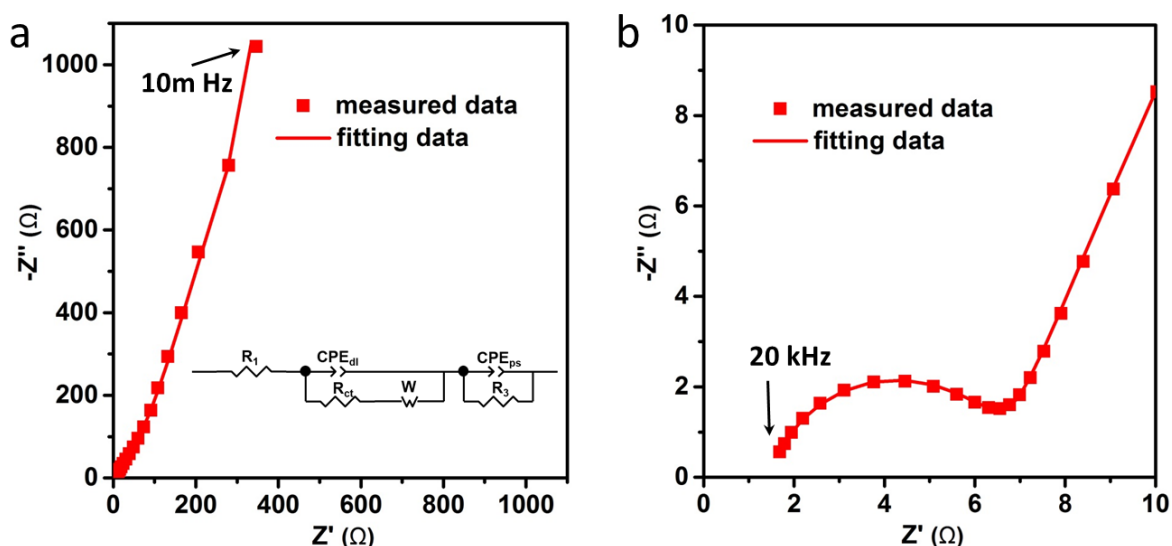 a
1000
800
600
400
200
0
-Z'' (Ω)
10m Hz
measured data
fitting data
R1
CPEdl
Rct
W
CPEps
R3
0 200 400 600 800 1000
Z' (Ω)
b
10
8
6
4
2
0
-Z'' (Ω)
measured data
fitting data
20 kHz
0 2 4 6 8 10
Z' (Ω)